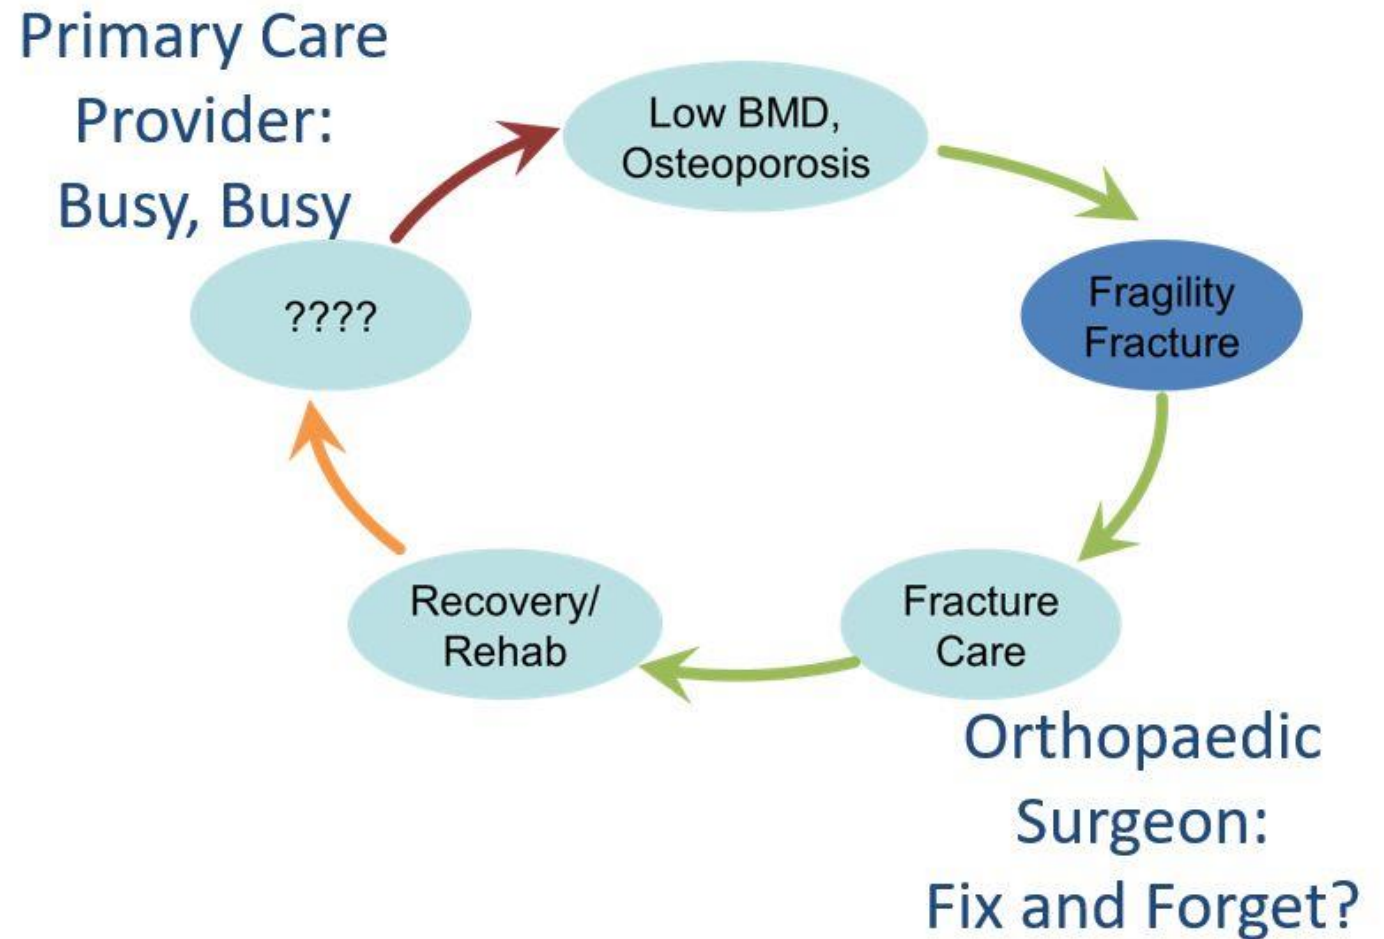 Primary Care
Provider:
Busy, Busy
Low BMD,
Osteoporosis
Fragility
Fracture
????
Recovery/
Rehab
Fracture
Care
Orthopaedic
Surgeon:
Fix and Forget?